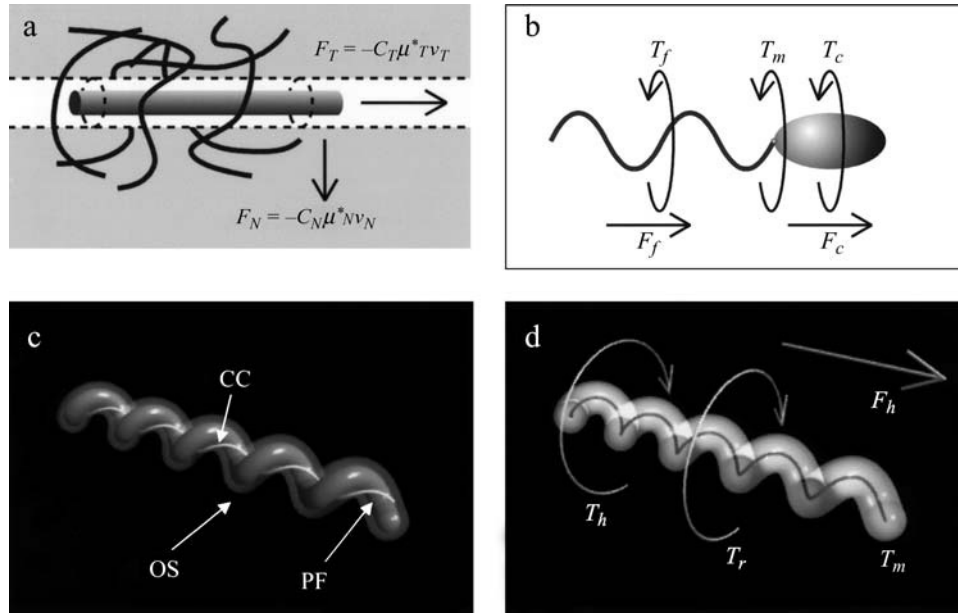 a
F_T = –C_T μ*_T v_T
F_N = –C_N μ*_N v_N
b
T_f T_m T_c
F_f F_c
c
CC
OS PF
d
F_h
T_h T_r T_m